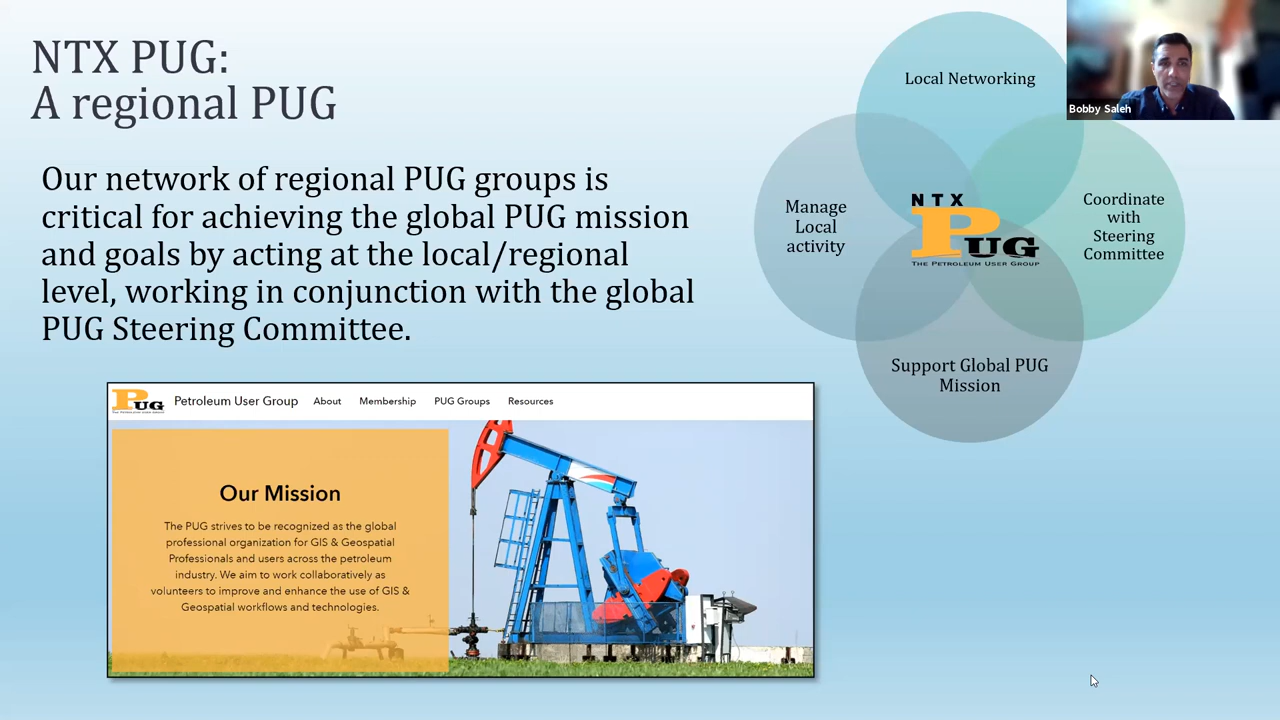 NTX PUG:
A regional PUG
Our network of regional PUG groups is
critical for achieving the global PUG mission
and goals by acting at the local/regional
level, working in conjunction with the global
PUG Steering Committee.
Local Networking
Manage
Local
activity
NTX
PUG
THE PETROLEUM USER GROUP
Coordinate
with
Steering
Committee
Support Global PUG
Mission
Bobby Saleh
PUG
THE PETROLEUM USER GROUP
Petroleum User Group About Membership PUG Groups Resources
Our Mission
The PUG strives to be recognized as the global
professional organization for GIS & Geospatial
Professionals and users across the petroleum
industry. We aim to work collaboratively as
volunteers to improve and enhance the use of GIS &
Geospatial workflows and technologies.